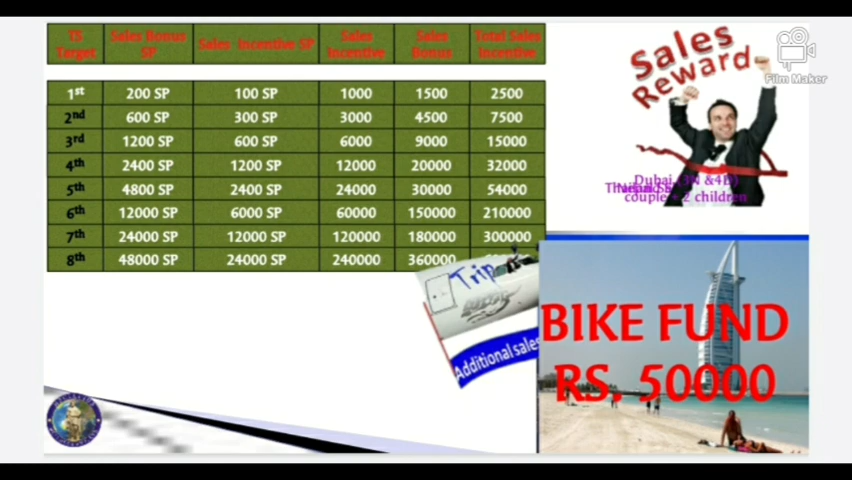 TS Target | Sales Bonus SP | Sales Incentive SP | Sales Incentive | Sales Bonus | Total Sales Incentive
1st | 200 SP | 100 SP | 1000 | 1500 | 2500
2nd | 600 SP | 300 SP | 3000 | 4500 | 7500
3rd | 1200 SP | 600 SP | 6000 | 9000 | 15000
4th | 2400 SP | 1200 SP | 12000 | 20000 | 32000
5th | 4800 SP | 2400 SP | 24000 | 30000 | 54000
6th | 12000 SP | 6000 SP | 60000 | 150000 | 210000
7th | 24000 SP | 12000 SP | 120000 | 180000 | 300000
8th | 48000 SP | 24000 SP | 240000 | 360000
Sales
Reward
Film Maker
Dubai (3N &4D)
couple + 2 children
Trip
Additional sales
BIKE FUND
RS. 50000